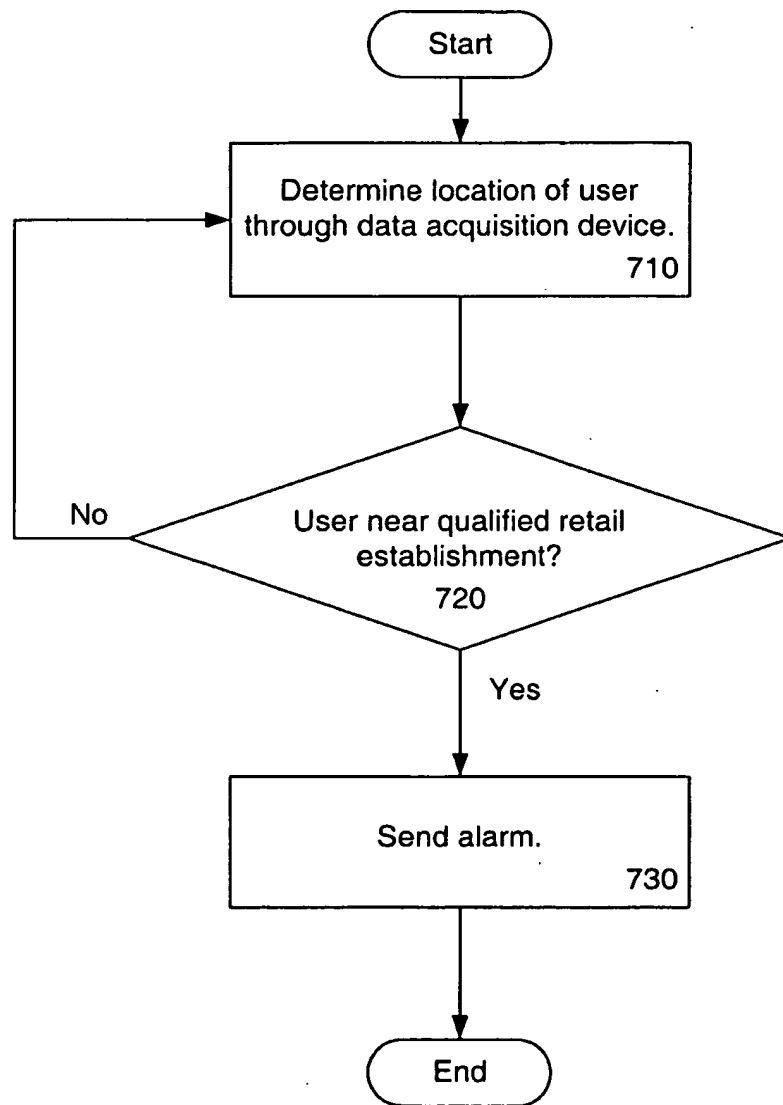 Start
Determine location of user
through data acquisition device.
710
No
User near qualified retail
establishment?
720
Yes
Send alarm.
730
End